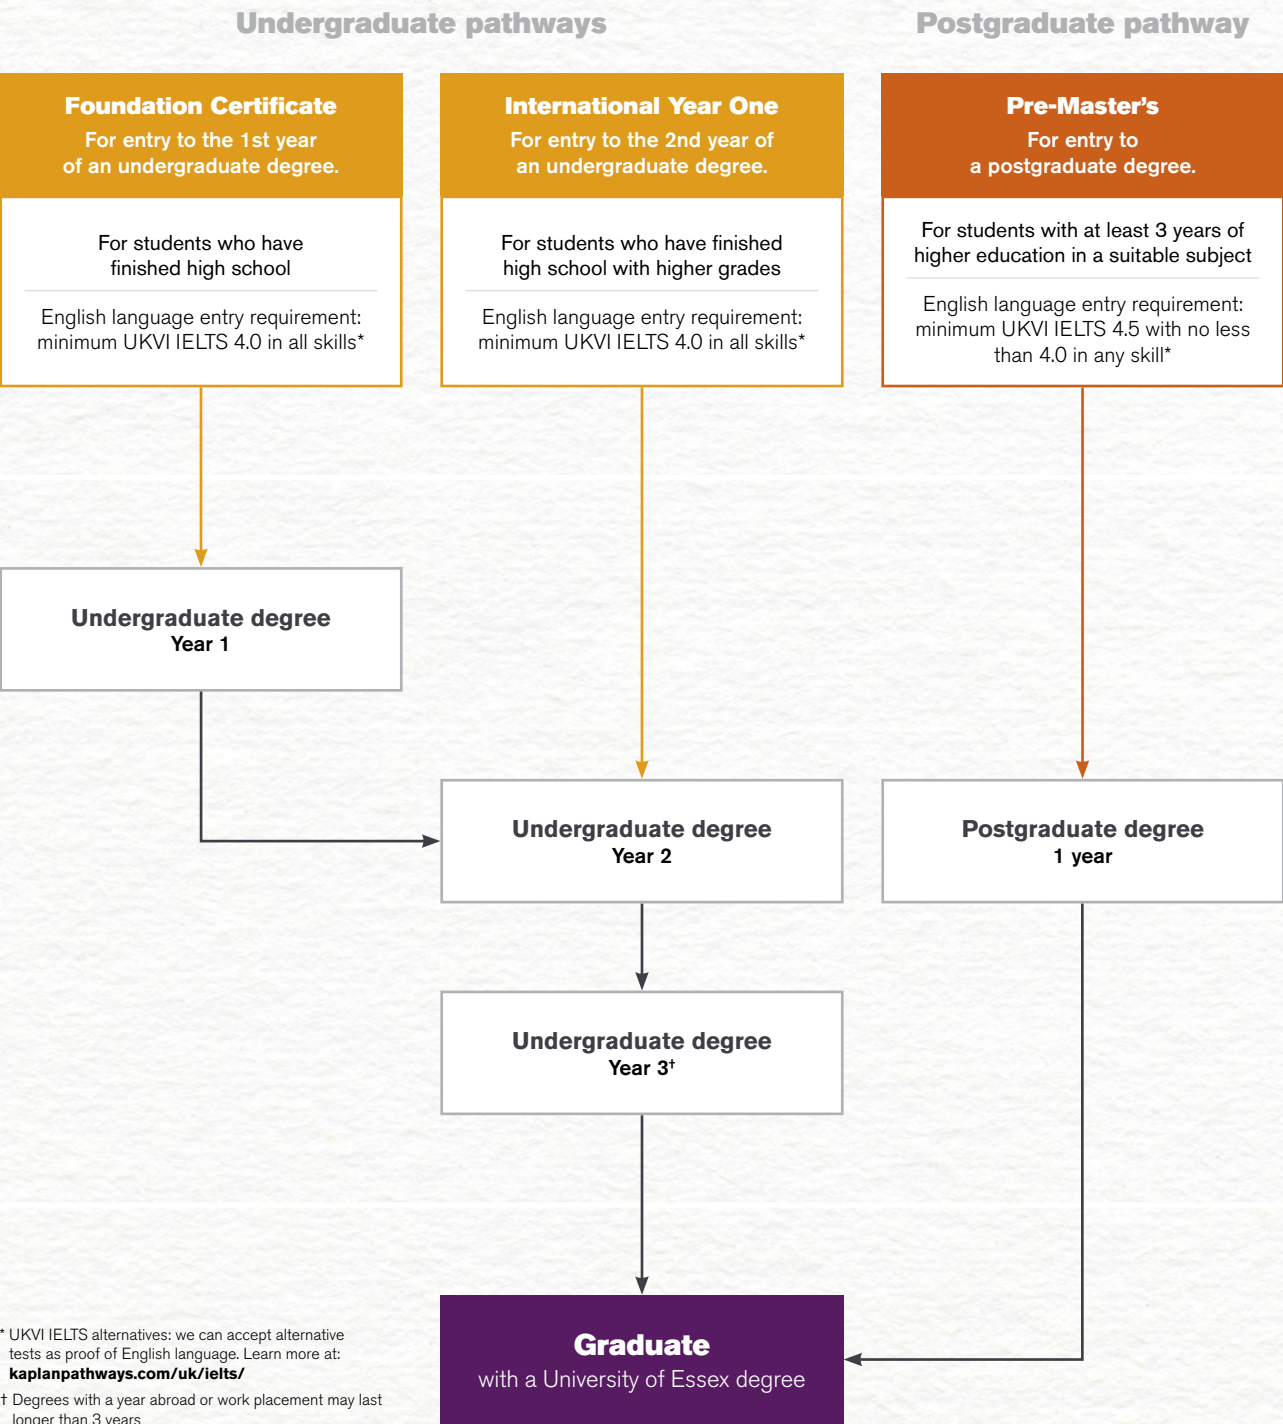 Undergraduate pathways
Postgraduate pathway
Foundation Certificate
For entry to the 1st year
of an undergraduate degree.
For students who have
finished high school
English language entry requirement:
minimum UKVI IELTS 4.0 in all skills*
International Year One
For entry to the 2nd year of
an undergraduate degree.
For students who have finished
high school with higher grades
English language entry requirement:
minimum UKVI IELTS 4.0 in all skills*
Pre-Master’s
For entry to
a postgraduate degree.
For students with at least 3 years of
higher education in a suitable subject
English language entry requirement:
minimum UKVI IELTS 4.5 with no less
than 4.0 in any skill*
Undergraduate degree
Year 1
Undergraduate degree
Year 2
Postgraduate degree
1 year
Undergraduate degree
Year 3†
Graduate
with a University of Essex degree
* UKVI IELTS alternatives: we can accept alternative
tests as proof of English language. Learn more at:
kaplanpathways.com/uk/ielts/
† Degrees with a year abroad or work placement may last
longer than 3 years